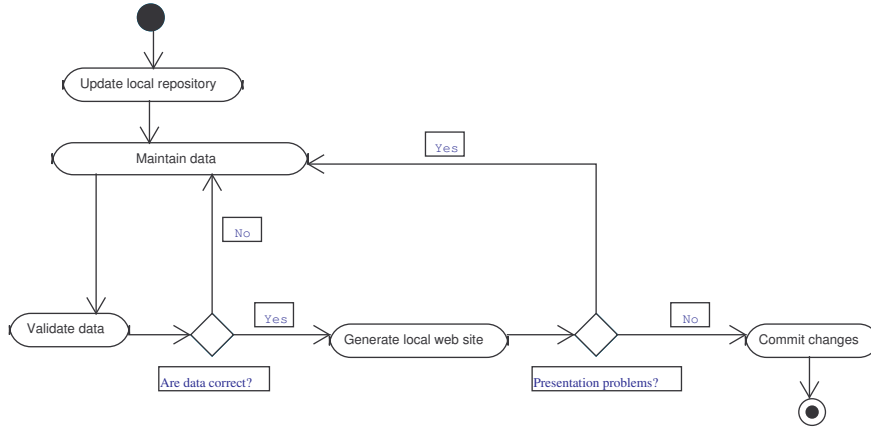 Update local repository
Maintain data
Yes
No
Validate data
Yes
Generate local web site
No
Commit changes
Are data correct?
Presentation problems?